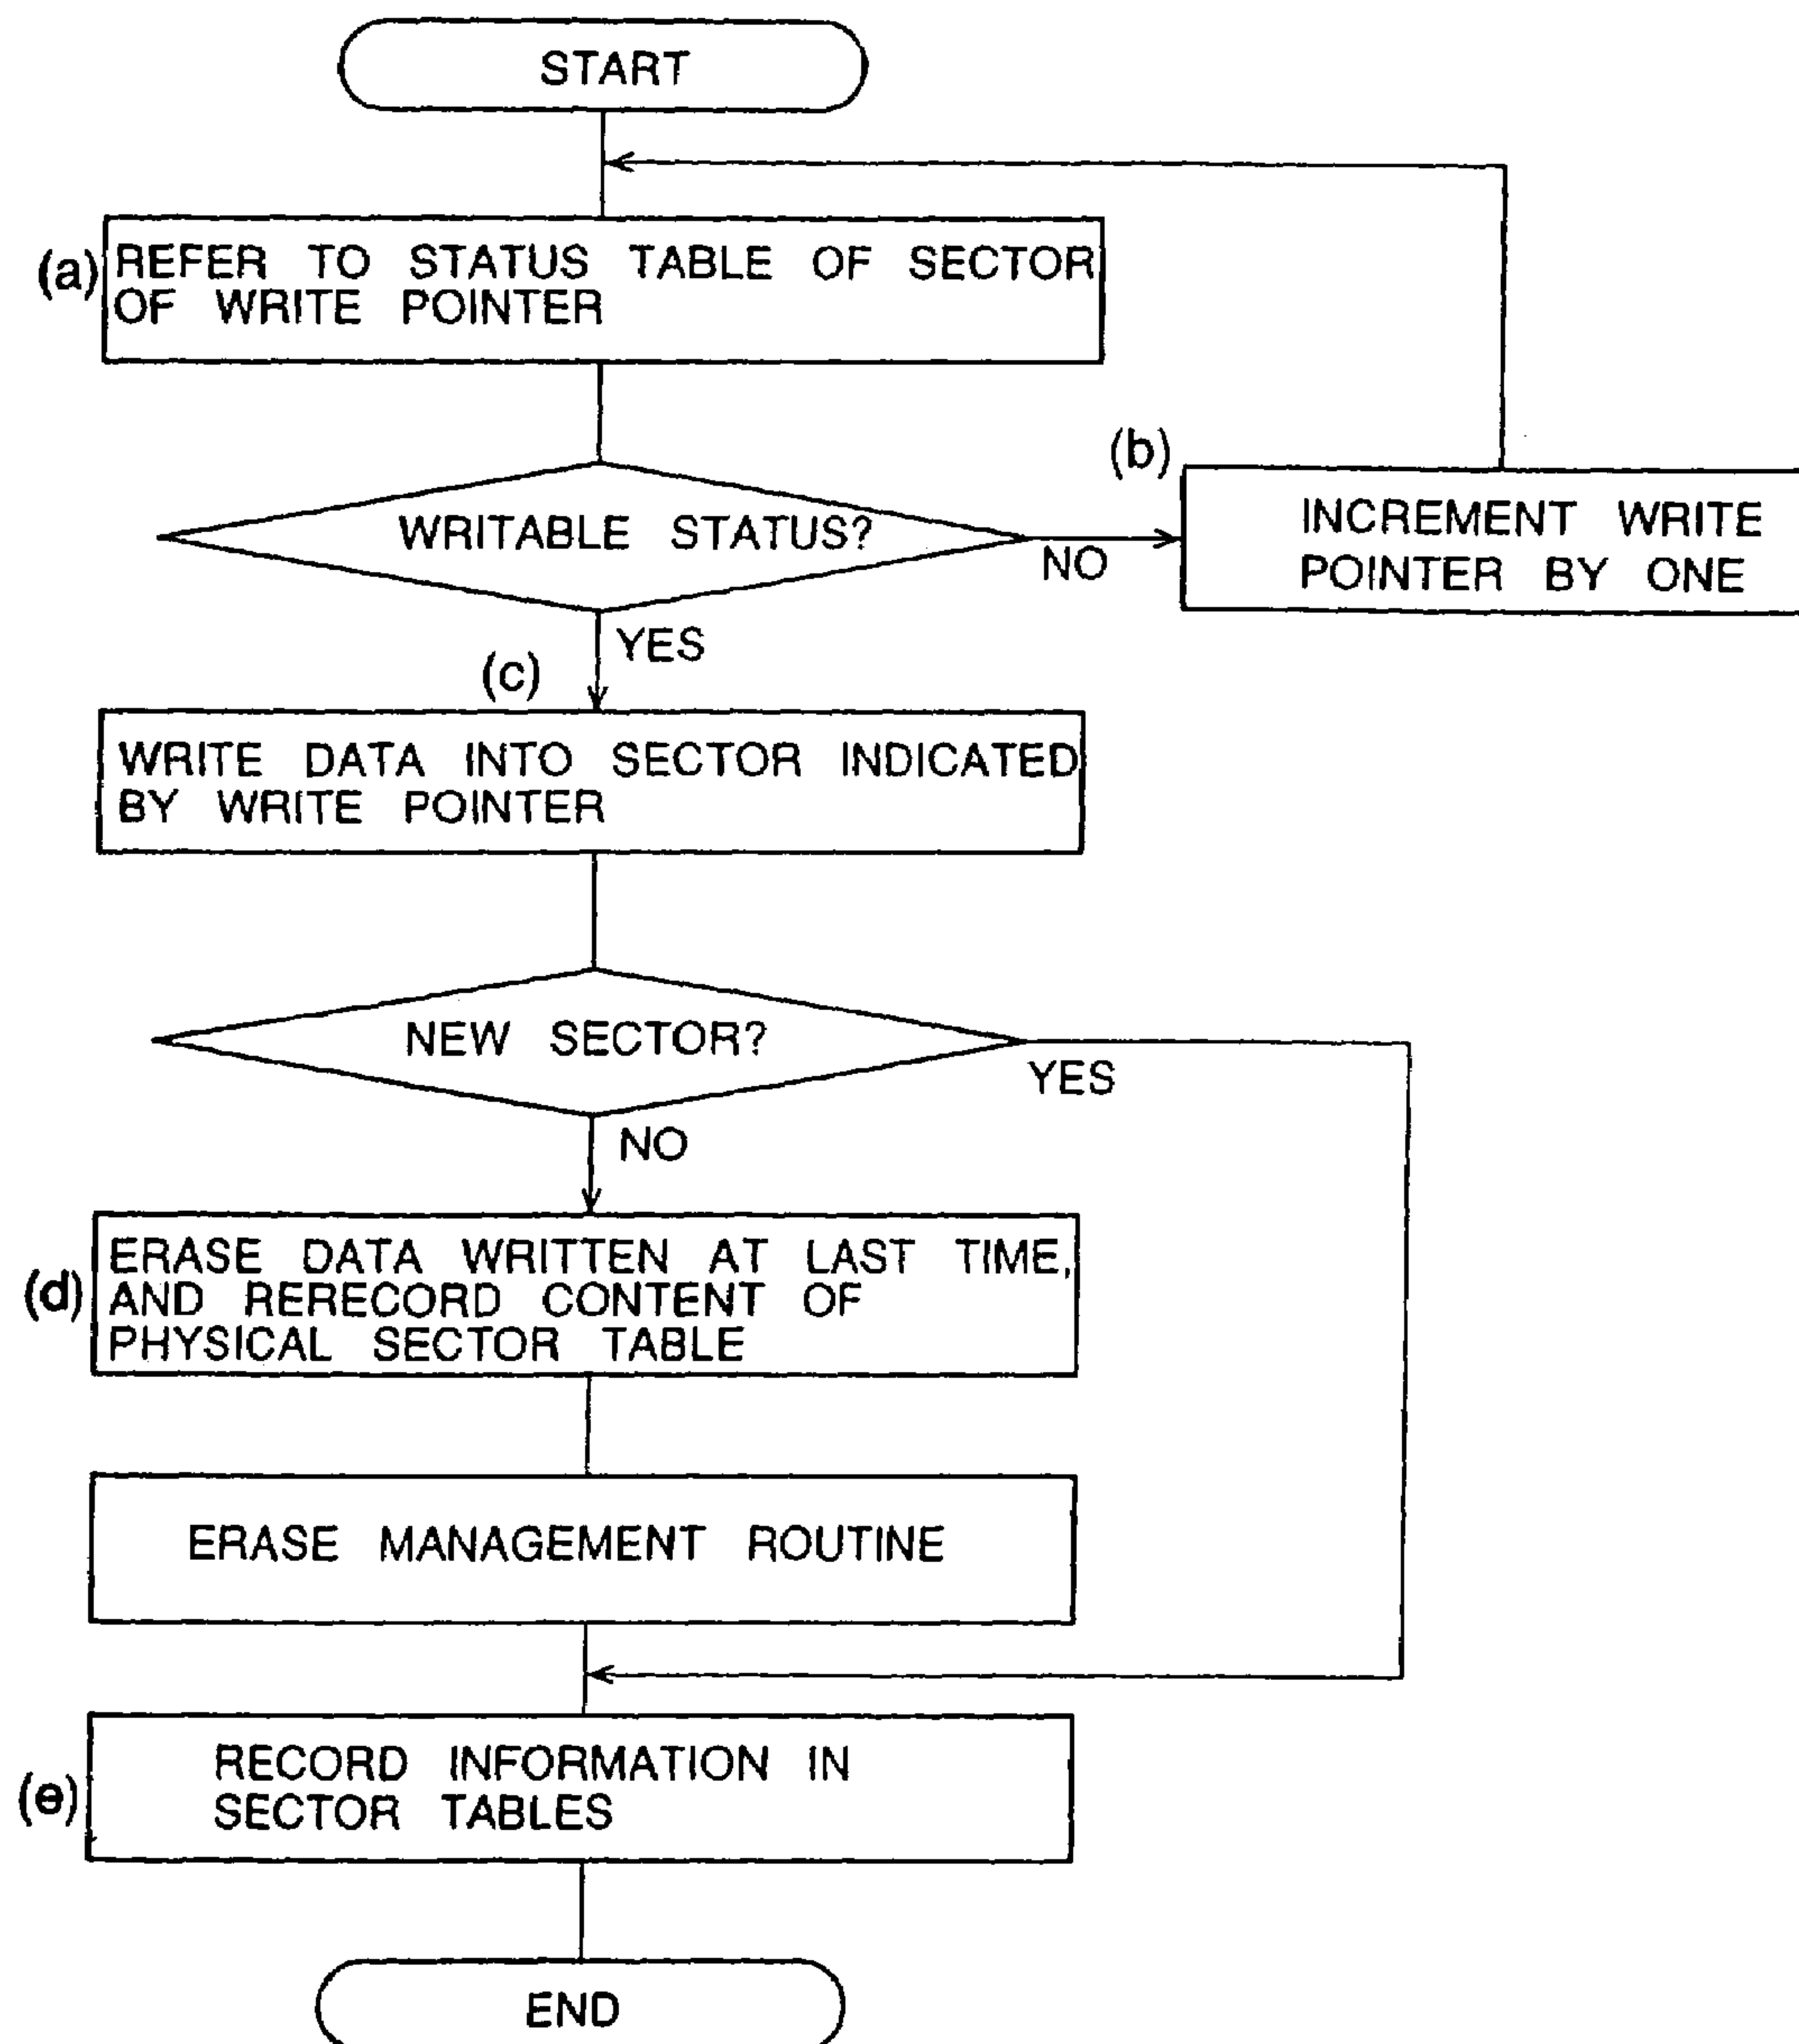 START
(a)
REFER TO STATUS TABLE OF SECTOR
OF WRITE POINTER
WRITABLE STATUS?
NO
(b)
INCREMENT WRITE
POINTER BY ONE
YES
(c)
WRITE DATA INTO SECTOR INDICATED
BY WRITE POINTER
NEW SECTOR?
YES
NO
(d)
ERASE DATA WRITTEN AT LAST TIME,
AND RERECORD CONTENT OF
PHYSICAL SECTOR TABLE
ERASE MANAGEMENT ROUTINE
(e)
RECORD INFORMATION IN
SECTOR TABLES
END